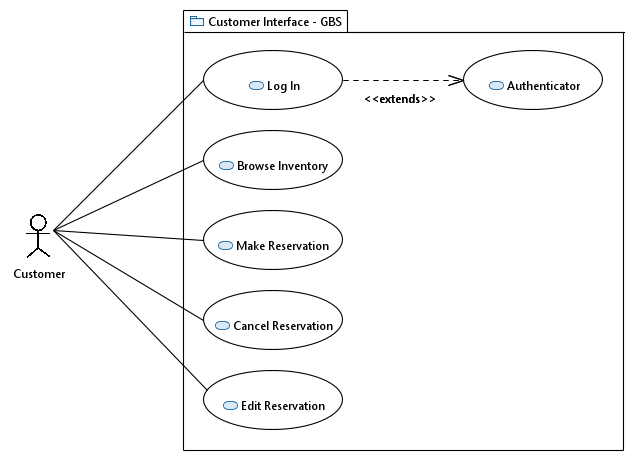 Customer Interface - GBS
Log In
Authenticator
<<extends>>
Browse Inventory
Make Reservation
Customer
Cancel Reservation
Edit Reservation